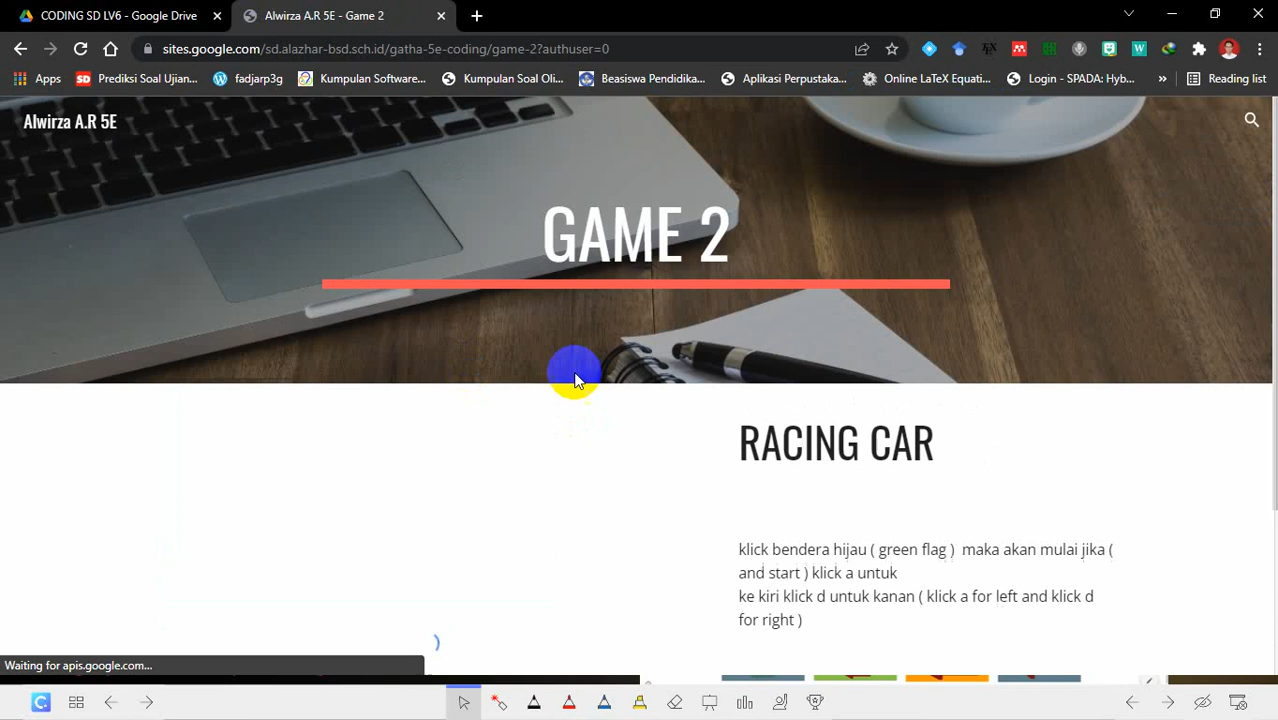 CODING SD LV6 - Google Drive
Alwirza A.R 5E - Game 2
sites.google.com/sd.alazhar-bsd.sch.id/gatha-5e-coding/game-2?authuser=0
Apps
Prediksi Soal Ujian...
fadjarp3g
Kumpulan Software...
Kumpulan Soal Oli...
Beasiswa Pendidika...
Aplikasi Perpustaka...
Online LaTeX Equati...
Login - SPADA: Hyb...
»
Reading list
Alwirza A.R 5E
GAME 2
RACING CAR
klick bendera hijau ( green flag ) maka akan mulai jika (
and start ) klick a untuk
ke kiri klick d untuk kanan ( klick a for left and klick d
for right )
Waiting for apis.google.com...